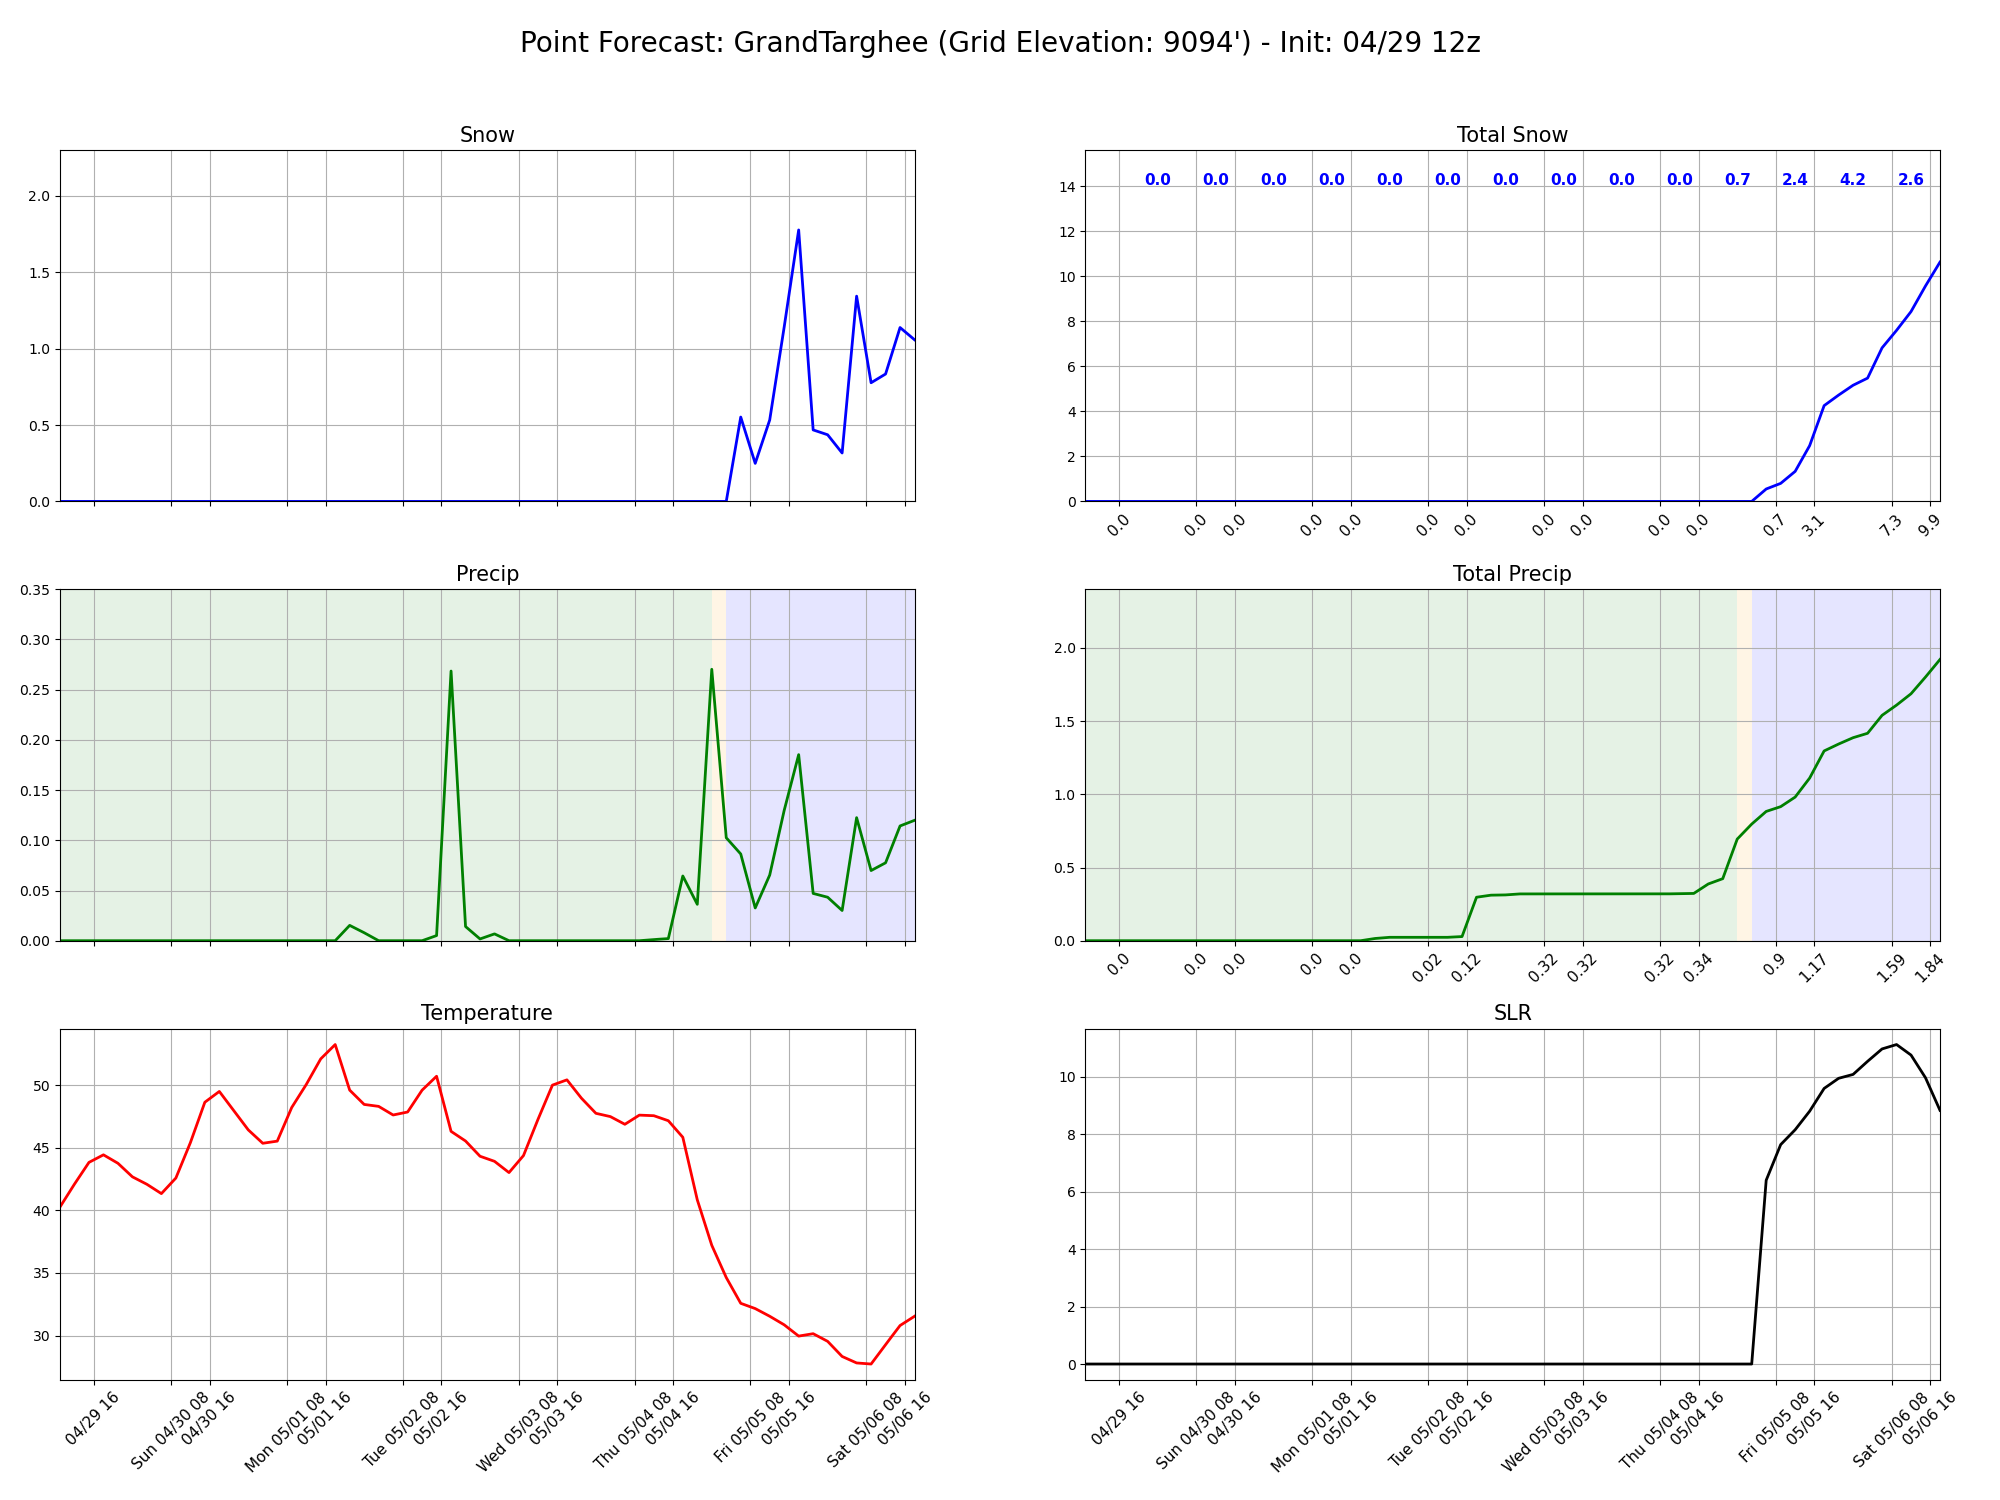 Point Forecast: GrandTarghee (Grid Elevation: 9094') - Init: 04/29 12z
Snow
2.0
1.5
1.0
0.5
0.0
Total Snow
0.0 0.0 0.0 0.0 0.0 0.0 0.0 0.0 0.0 0.0 0.7 2.4 4.2 2.6
14
12
10
8
6
4
2
0
0.0 0.0 0.0 0.0 0.0 0.0 0.0 0.0 0.0 0.0 0.0 0.7 3.1 7.3 9.9
Precip
0.35
0.30
0.25
0.20
0.15
0.10
0.05
0.00
Total Precip
2.0
1.5
1.0
0.5
0.0
0.0 0.0 0.0 0.0 0.0 0.02 0.12 0.32 0.32 0.32 0.34 0.9 1.17 1.59 1.84
Temperature
50
45
40
35
30
04/29 16
Sun 04/30 08
04/30 16
Mon 05/01 08
05/01 16
Tue 05/02 08
05/02 16
Wed 05/03 08
05/03 16
Thu 05/04 08
05/04 16
Fri 05/05 08
05/05 16
Sat 05/06 08
05/06 16
SLR
10
8
6
4
2
0
04/29 16
Sun 04/30 08
04/30 16
Mon 05/01 08
05/01 16
Tue 05/02 08
05/02 16
Wed 05/03 08
05/03 16
Thu 05/04 08
05/04 16
Fri 05/05 08
05/05 16
Sat 05/06 08
05/06 16